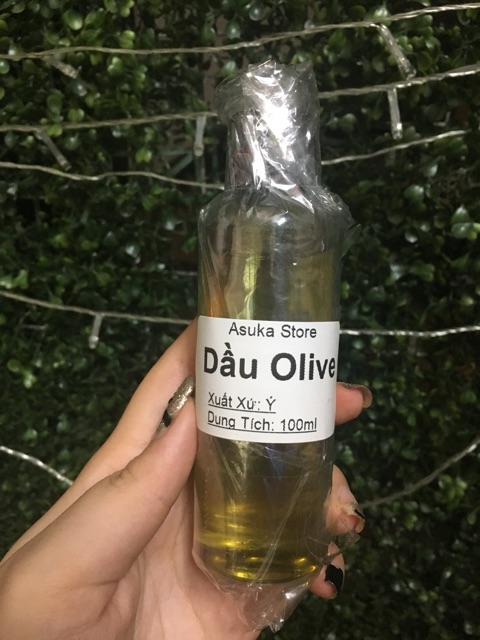 Asuka Store
Dầu Olive
Xuất Xứ: Ý
Dung Tích: 100ml